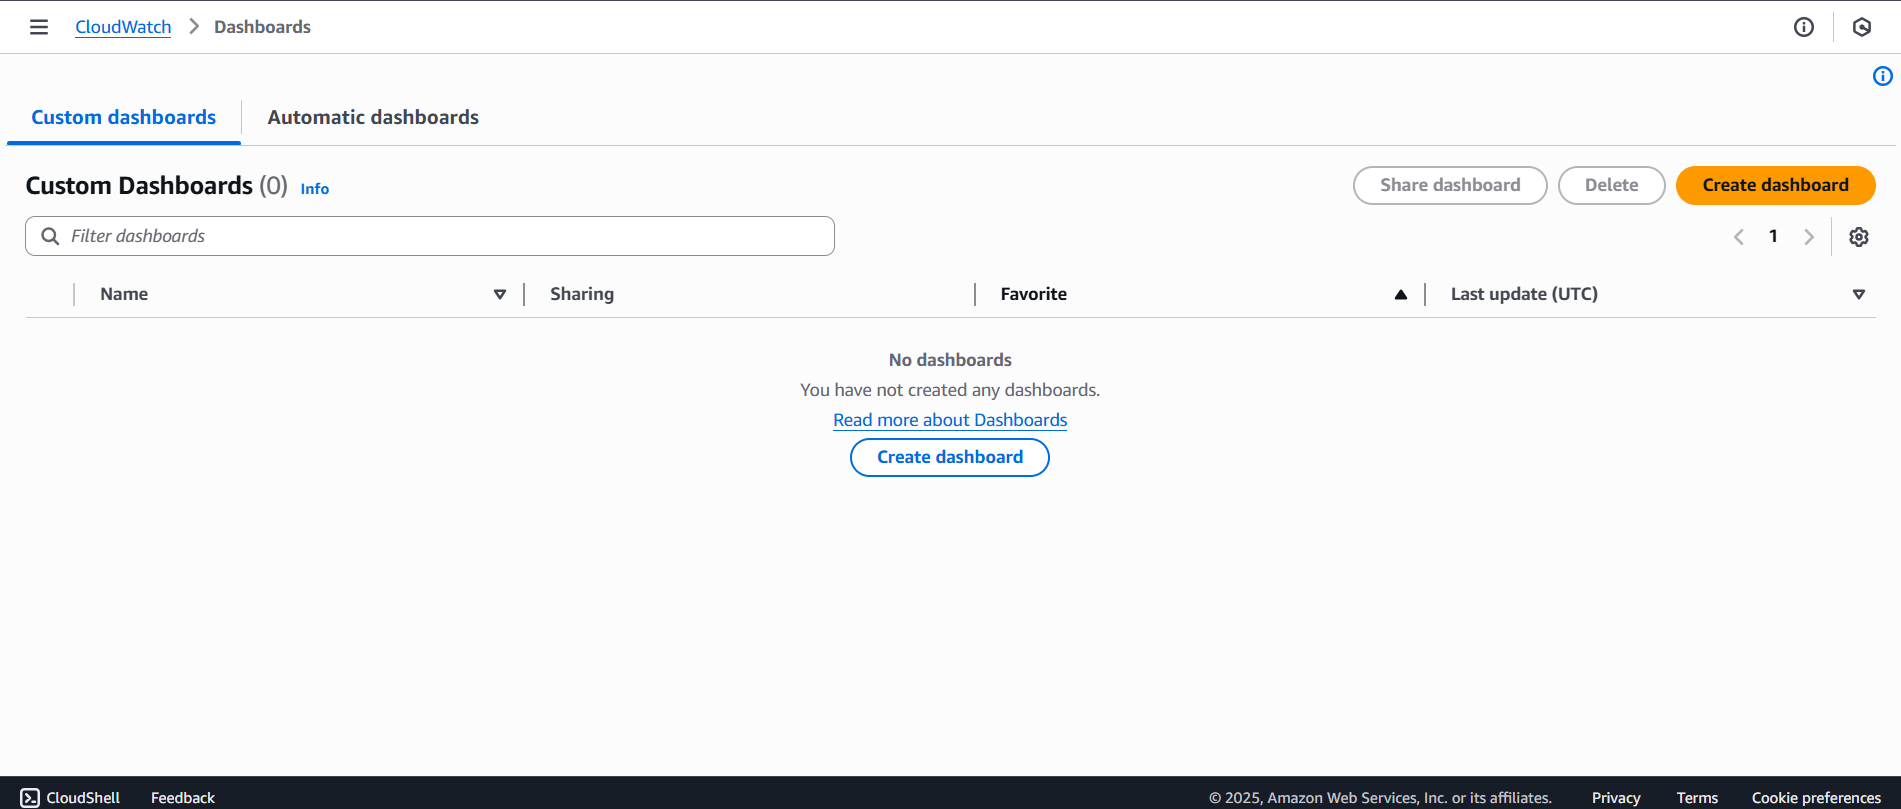 CloudWatch > Dashboards
Custom dashboards Automatic dashboards
Custom Dashboards (0) Info
Share dashboard Delete Create dashboard
Filter dashboards
1
Name Sharing Favorite Last update (UTC)
No dashboards
You have not created any dashboards.
Read more about Dashboards
Create dashboard
CloudShell Feedback © 2025, Amazon Web Services, Inc. or its affiliates. Privacy Terms Cookie preferences